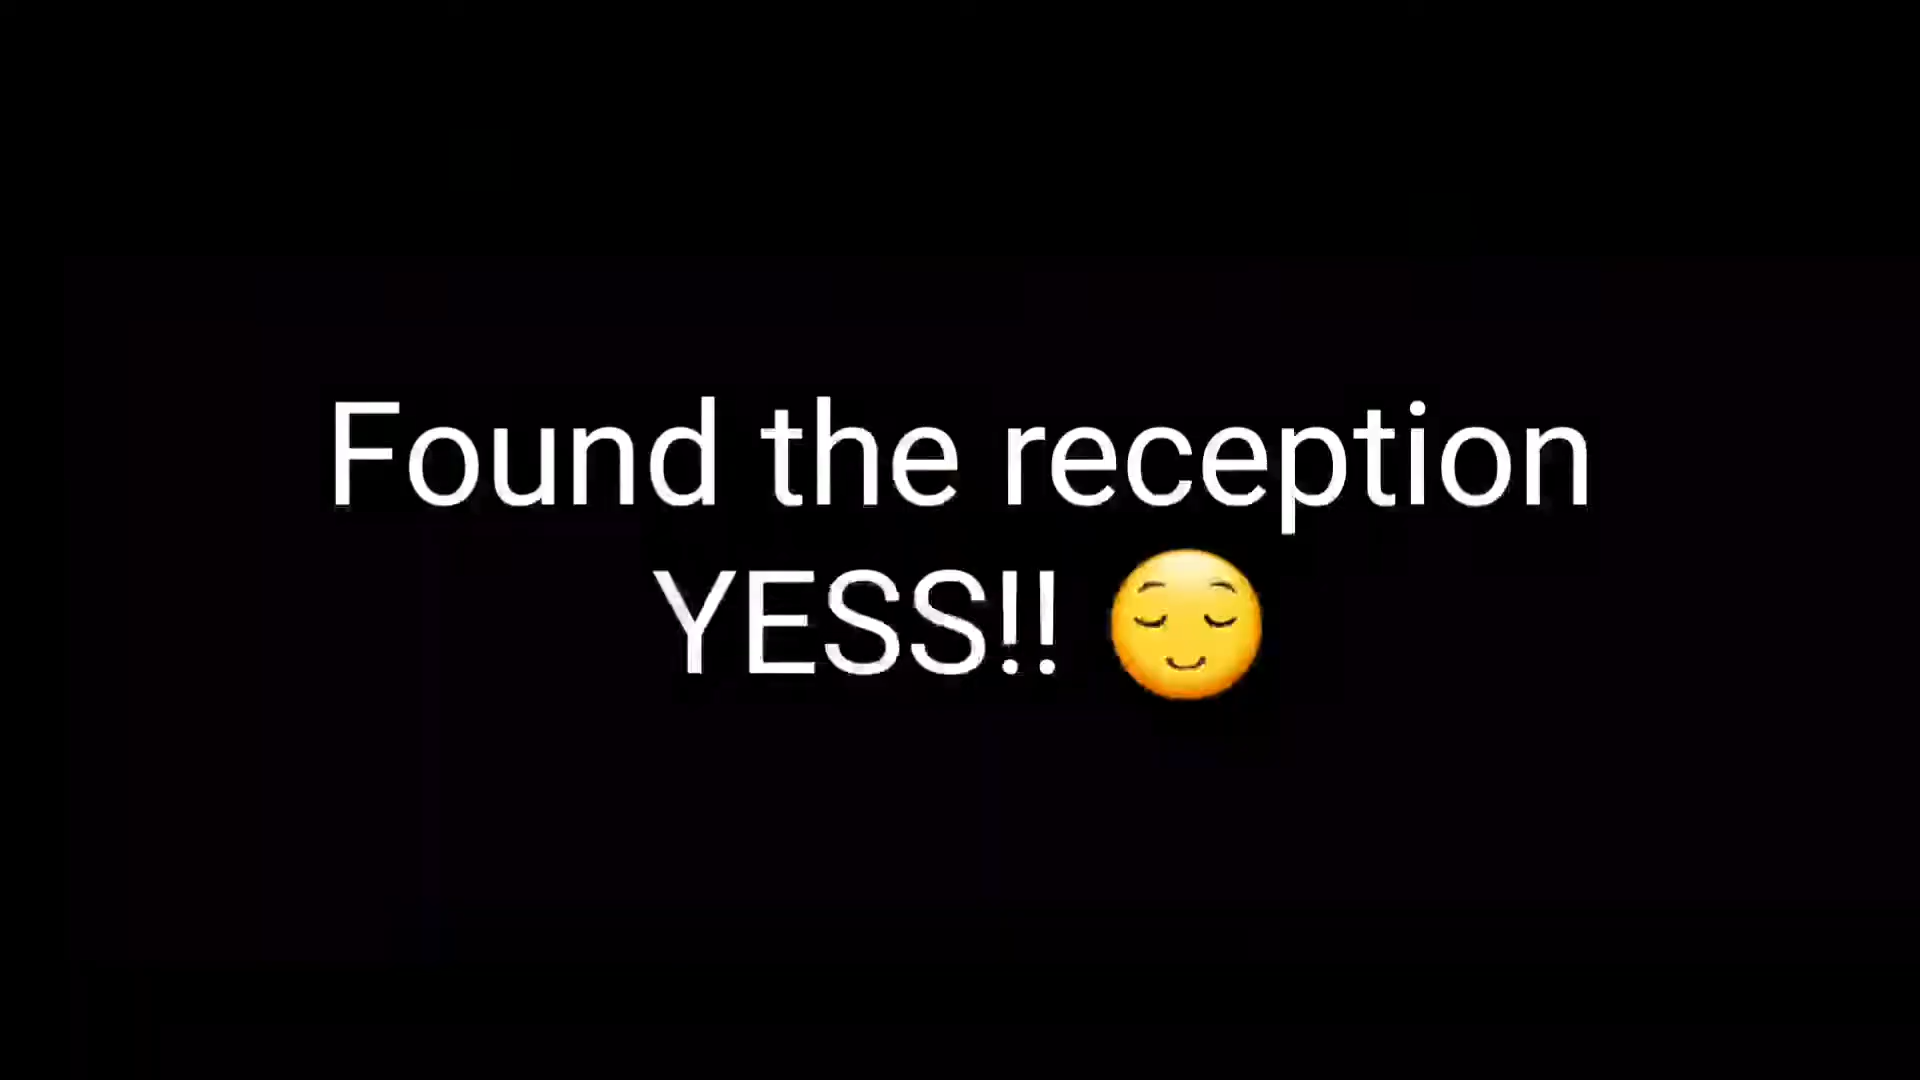 Found the reception
YESS!! 😌